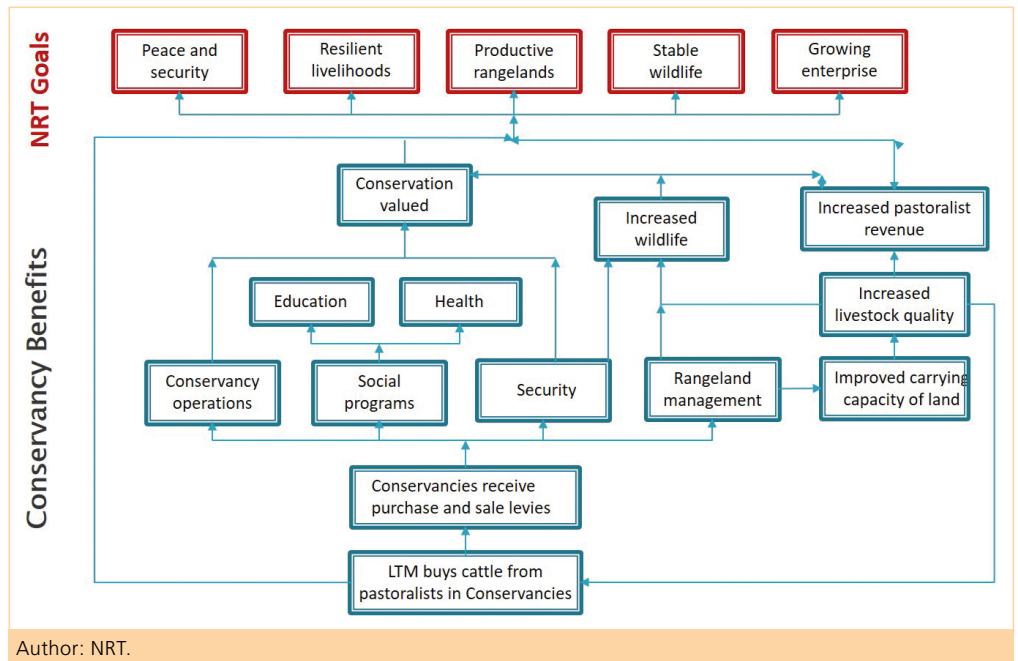 NRT Goals
Peace and
security
Resilient
livelihoods
Productive
rangelands
Stable
wildlife
Growing
enterprise
Conservancy Benefits
Conservation
valued
Increased
wildlife
Increased pastoralist
revenue
Education
Health
Increased
livestock quality
Conservancy
operations
Social
programs
Security
Rangeland
management
Improved carrying
capacity of land
Conservancies receive
purchase and sale levies
LTM buys cattle from
pastoralists in Conservancies
Author: NRT.